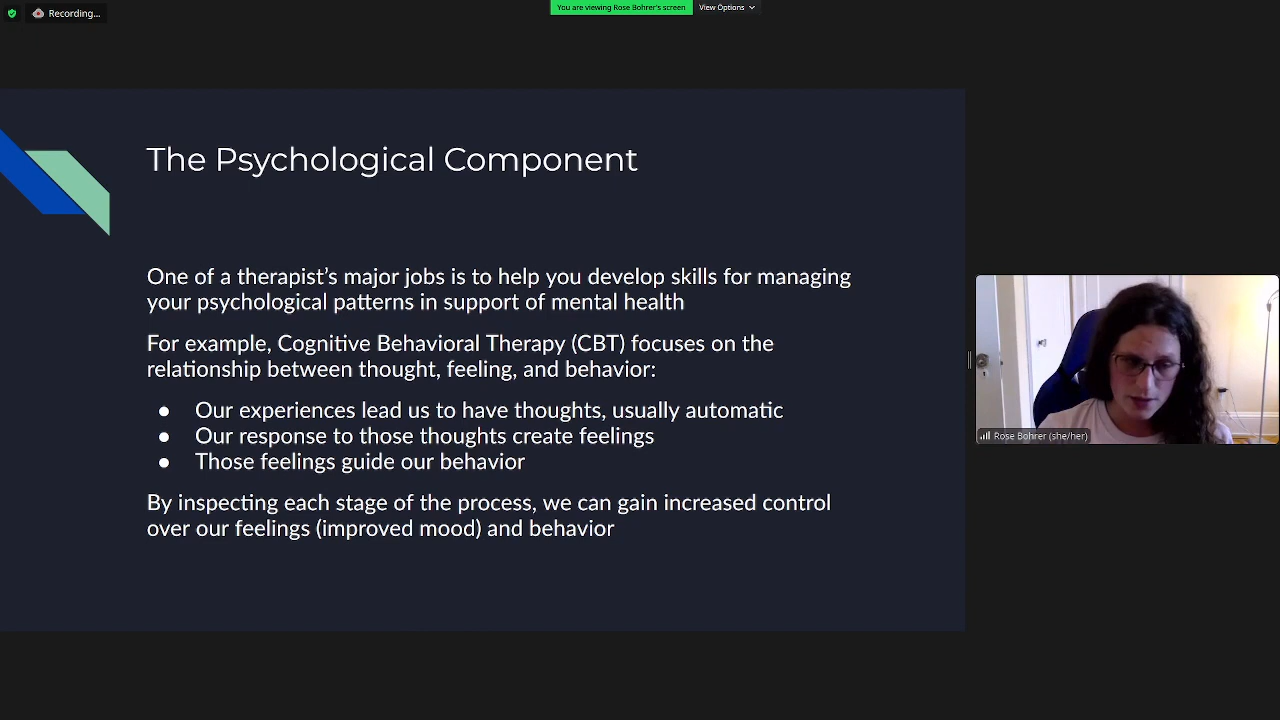 Recording...
You are viewing Rose Bohrer's screen
View Options
The Psychological Component
One of a therapist's major jobs is to help you develop skills for managing
your psychological patterns in support of mental health
For example, Cognitive Behavioral Therapy (CBT) focuses on the
relationship between thought, feeling, and behavior:
● Our experiences lead us to have thoughts, usually automatic
● Our response to those thoughts create feelings
● Those feelings guide our behavior
By inspecting each stage of the process, we can gain increased control
over our feelings (improved mood) and behavior
Rose Bohrer (she/her)